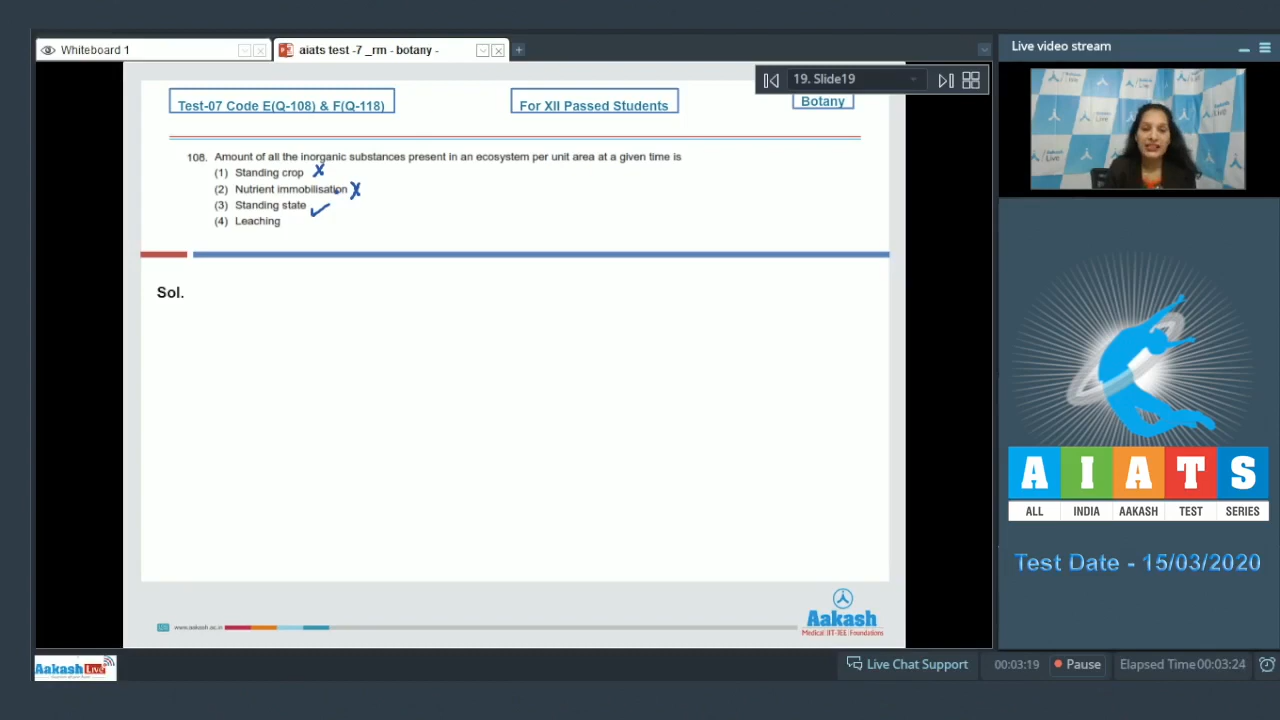 Whiteboard 1
aiats test -7 _rm - botany -
Live video stream
19. Slide19
Test-07 Code E(Q-108) & F(Q-118)
For XII Passed Students
Botany
108. Amount of all the inorganic substances present in an ecosystem per unit area at a given time is
(1) Standing crop
(2) Nutrient immobilisation
(3) Standing state
(4) Leaching
Sol.
A I A T S
ALL INDIA AAKASH TEST SERIES
Test Date - 15/03/2020
www.aakash.ac.in
Aakash
Medical|IIT-JEE|Foundations
Aakash Live
Live Chat Support
00:03:19
Pause
Elapsed Time 00:03:24